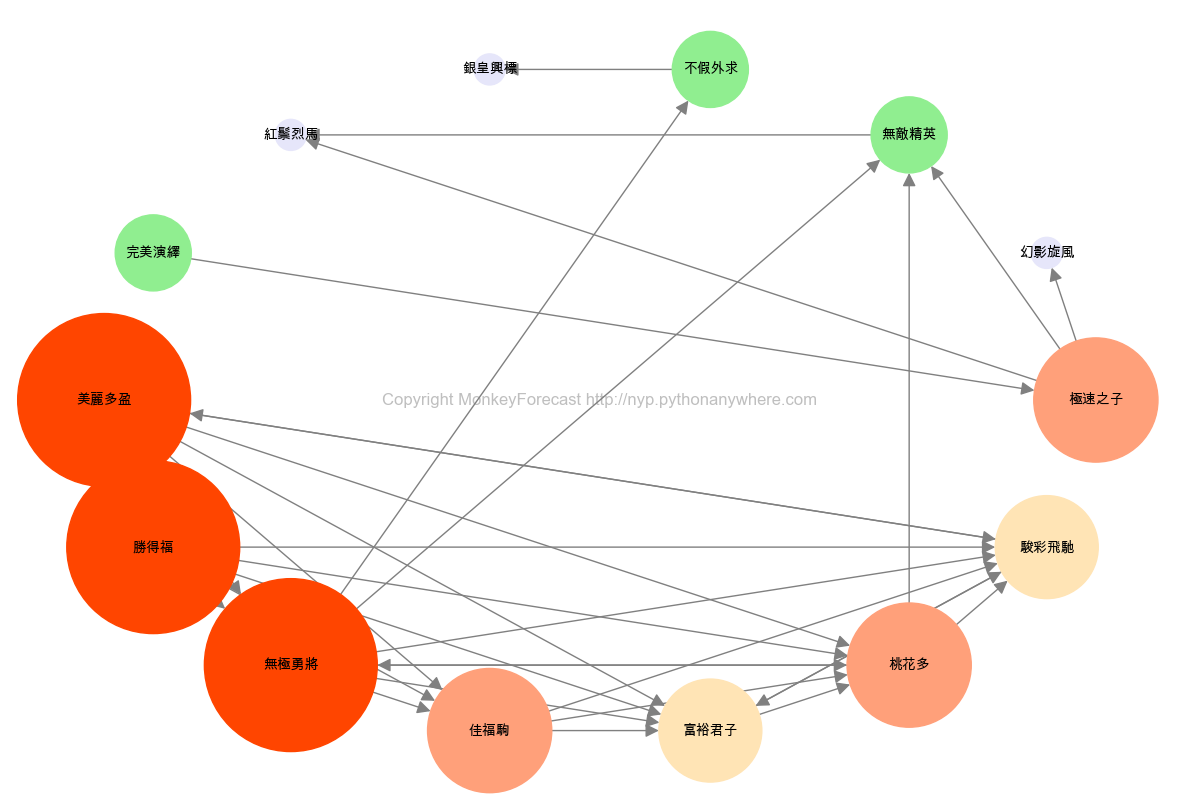 不假外求
銀皇興標
無敵精英
紅鬃烈馬
完美演繹
幻影旋風
美麗多盈
Copyright MonkeyForecast http://nyp.pythonanywhere.com
極速之子
勝得福
駿彩飛馳
無極勇將
桃花多
佳福駒
富裕君子